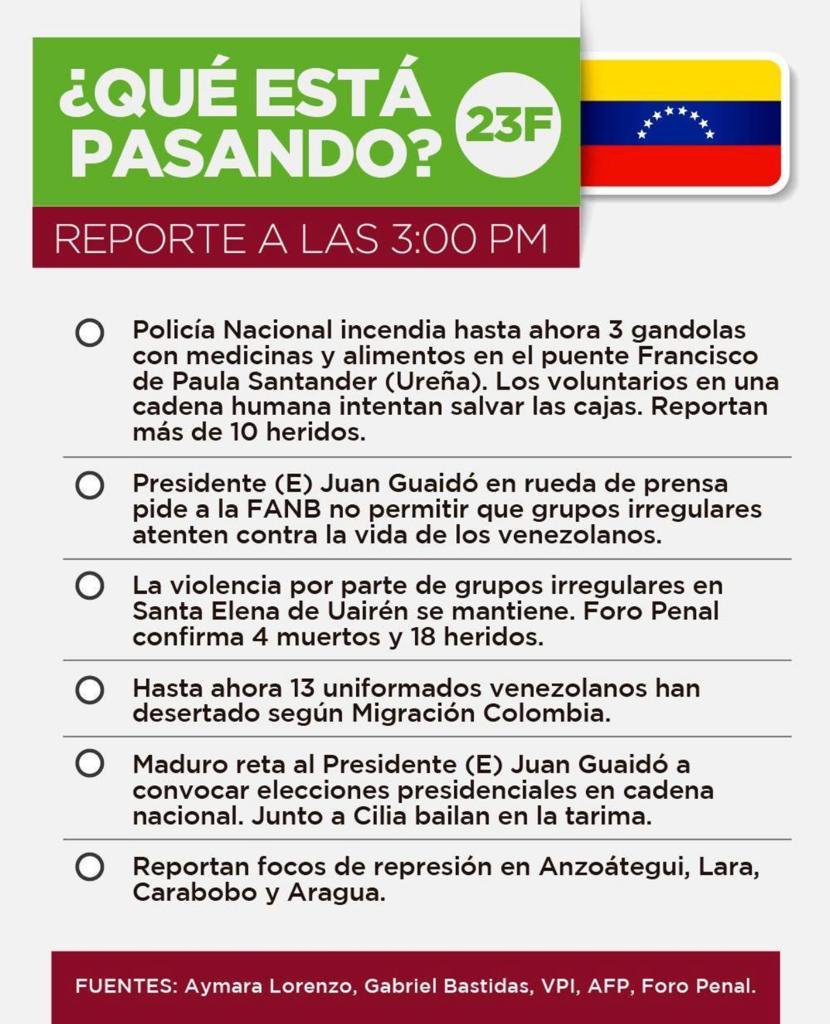 ¿QUÉ ESTÁ
PASANDO?
23F
REPORTE A LAS 3:00 PM
Policía Nacional incendia hasta ahora 3 gandolas
con medicinas y alimentos en el puente Francisco
de Paula Santander (Ureña). Los voluntarios en una
cadena humana intentan salvar las cajas. Reportan
más de 10 heridos.
Presidente (E) Juan Guaidó en rueda de prensa
pide a la FANB no permitir que grupos irregulares
atenten contra la vida de los venezolanos.
La violencia por parte de grupos irregulares en
Santa Elena de Uairén se mantiene. Foro Penal
confirma 4 muertos y 18 heridos.
Hasta ahora 13 uniformados venezolanos han
desertado según Migración Colombia.
Maduro reta al Presidente (E) Juan Guaidó a
convocar elecciones presidenciales en cadena
nacional. Junto a Cilia bailan en la tarima.
Reportan focos de represión en Anzoátegui, Lara,
Carabobo y Aragua.
FUENTES: Aymara Lorenzo, Gabriel Bastidas, VPI, AFP, Foro Penal.